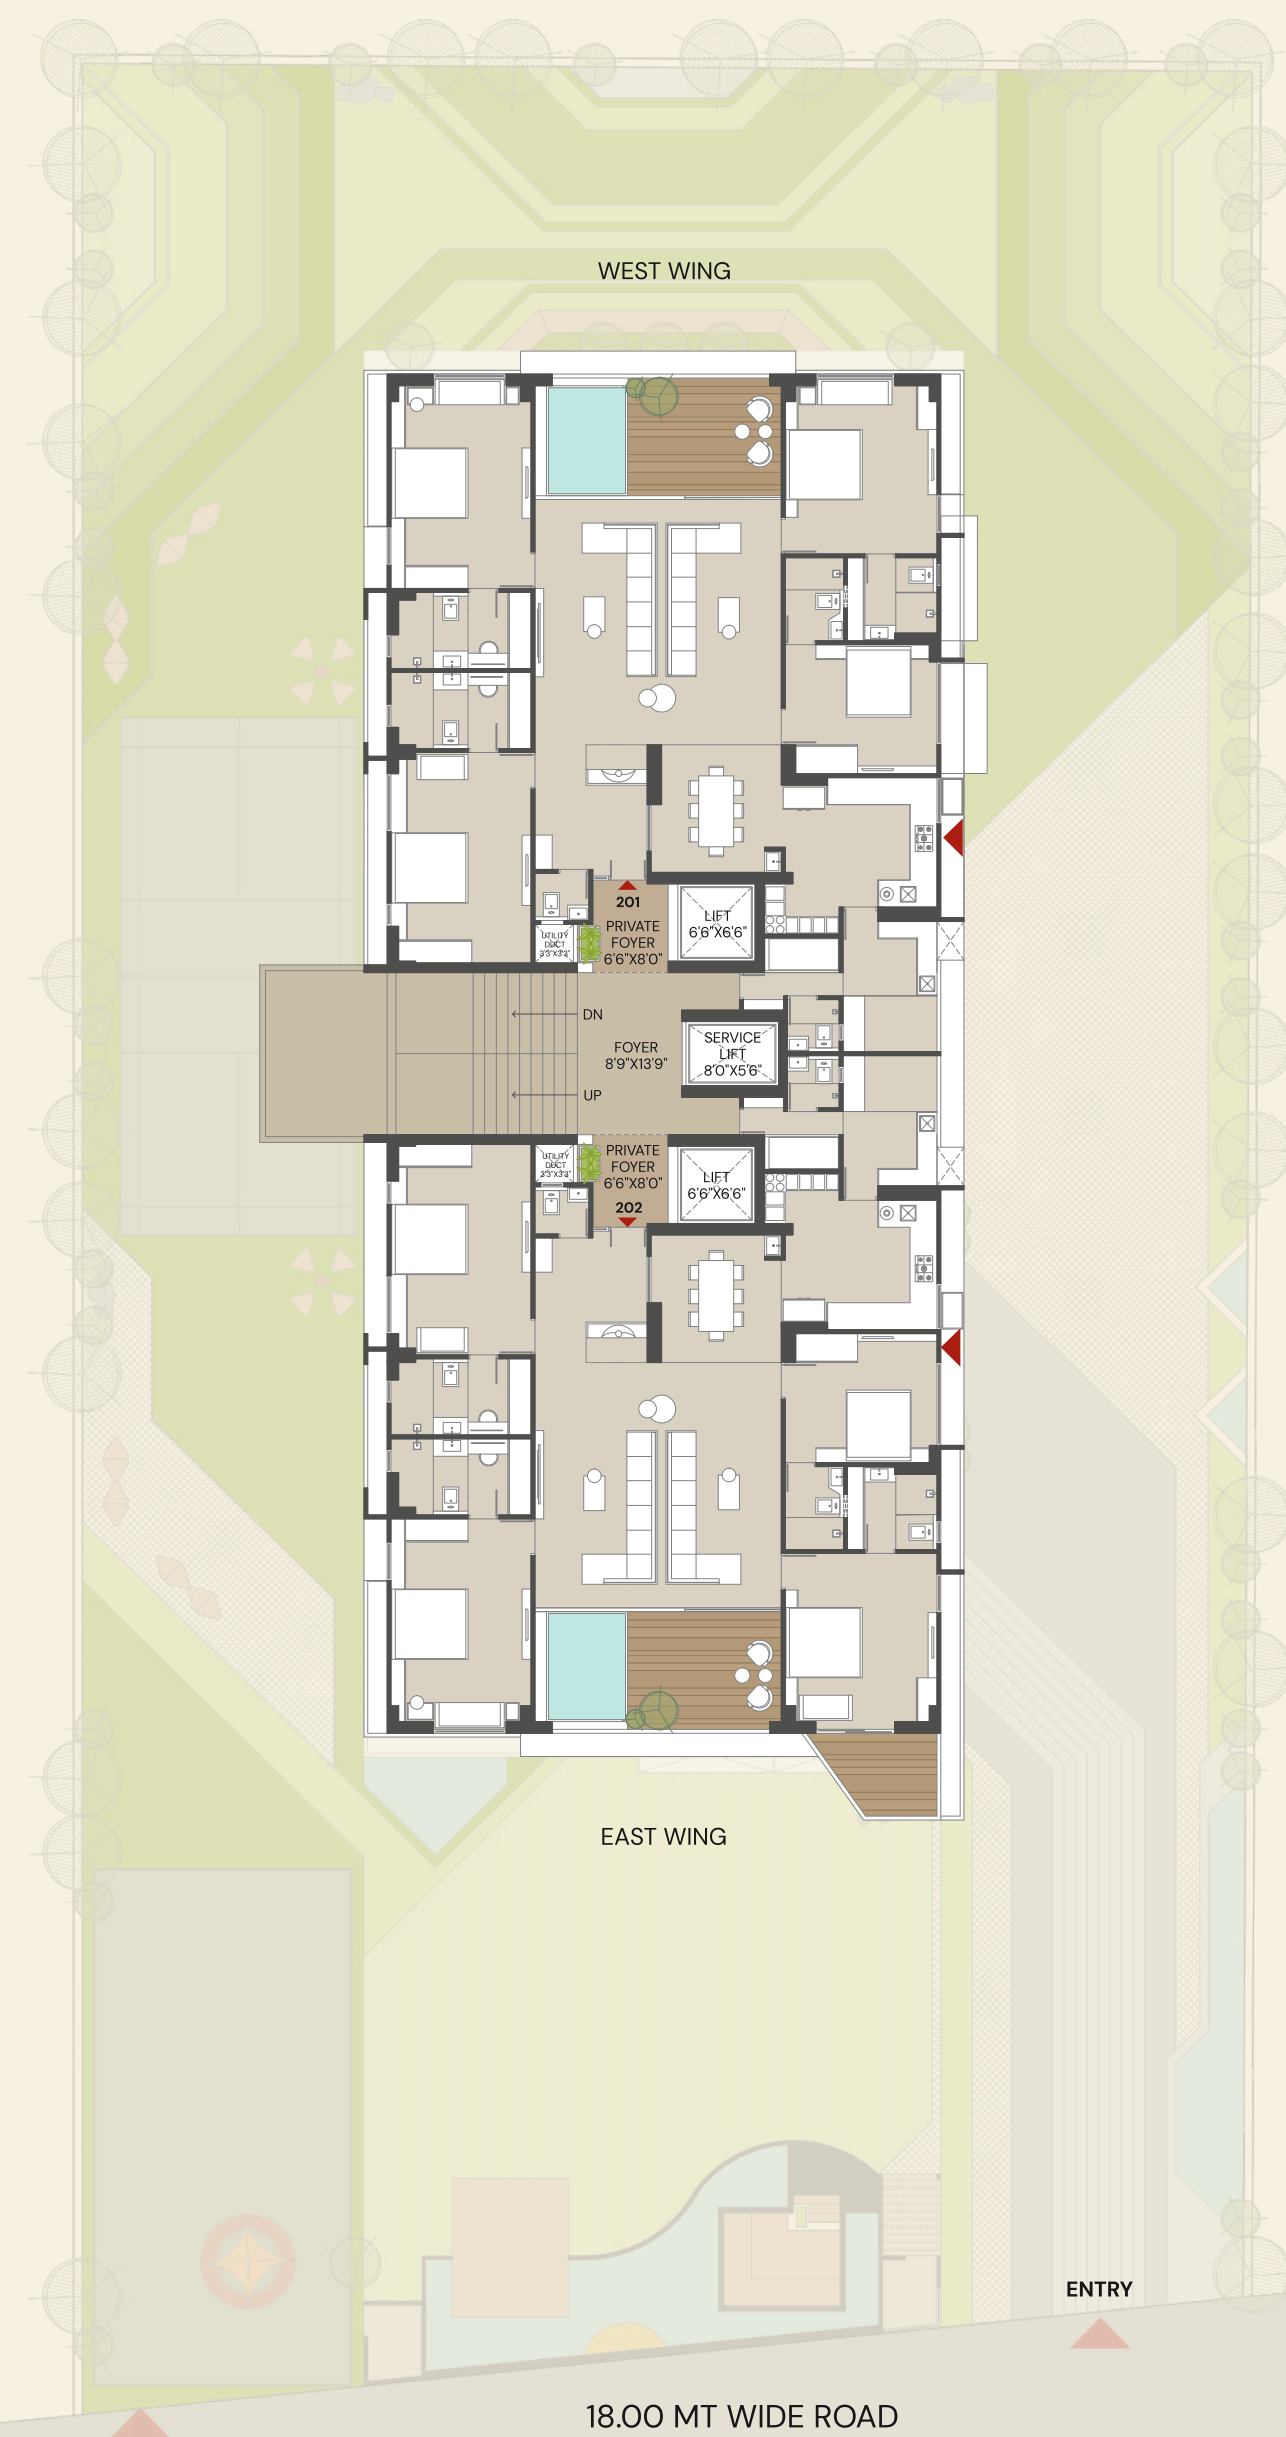 WEST WING
201
PRIVATE
FOYER
6'6"X8'0"
LIFT
6'6"X6'6"
UTILITY
DUCT
3'3"X3'3"
DN
FOYER
8'9"X13'9"
SERVICE
LIFT
8'0"X5'6"
UP
UTILITY
DUCT
3'3"X3'3"
PRIVATE
FOYER
6'6"X8'0"
202
LIFT
6'6"X6'6"
EAST WING
ENTRY
18.00 MT WIDE ROAD